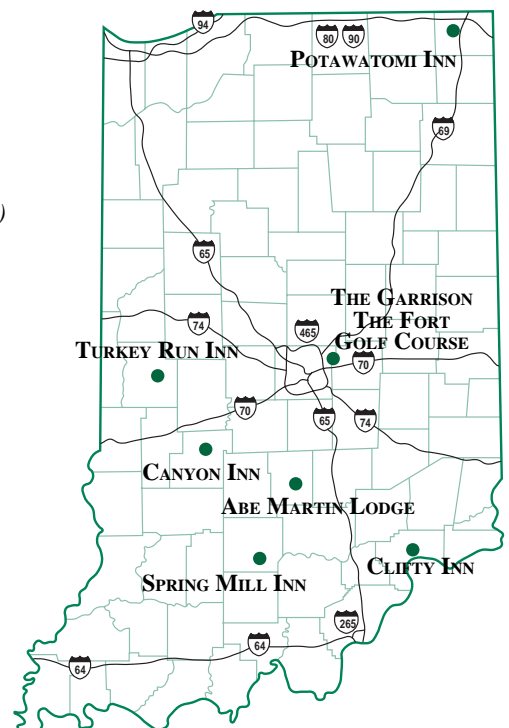 94
80 90
POTAWATOMI INN
69
)
65
THE GARRISON
THE FORT
GOLF COURSE
465
74
TURKEY RUN INN
70
70
65
74
CANYON INN
ABE MARTIN LODGE
CLIFTY INN
SPRING MILL INN
265
64
64